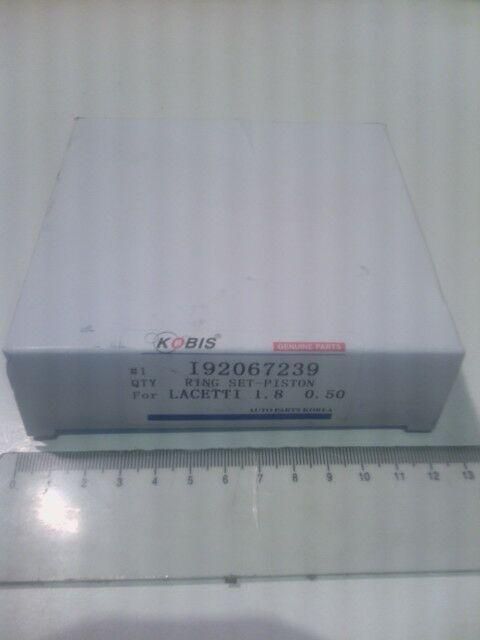 KOBIS GENUINE PARTS
#1 I92067239
QTY RING SET-PISTON
For LACETTI 1.8 0.50
AUTO PARTS KOREA
0 1 2 3 4 5 6 7 8 9 10 11 12 13